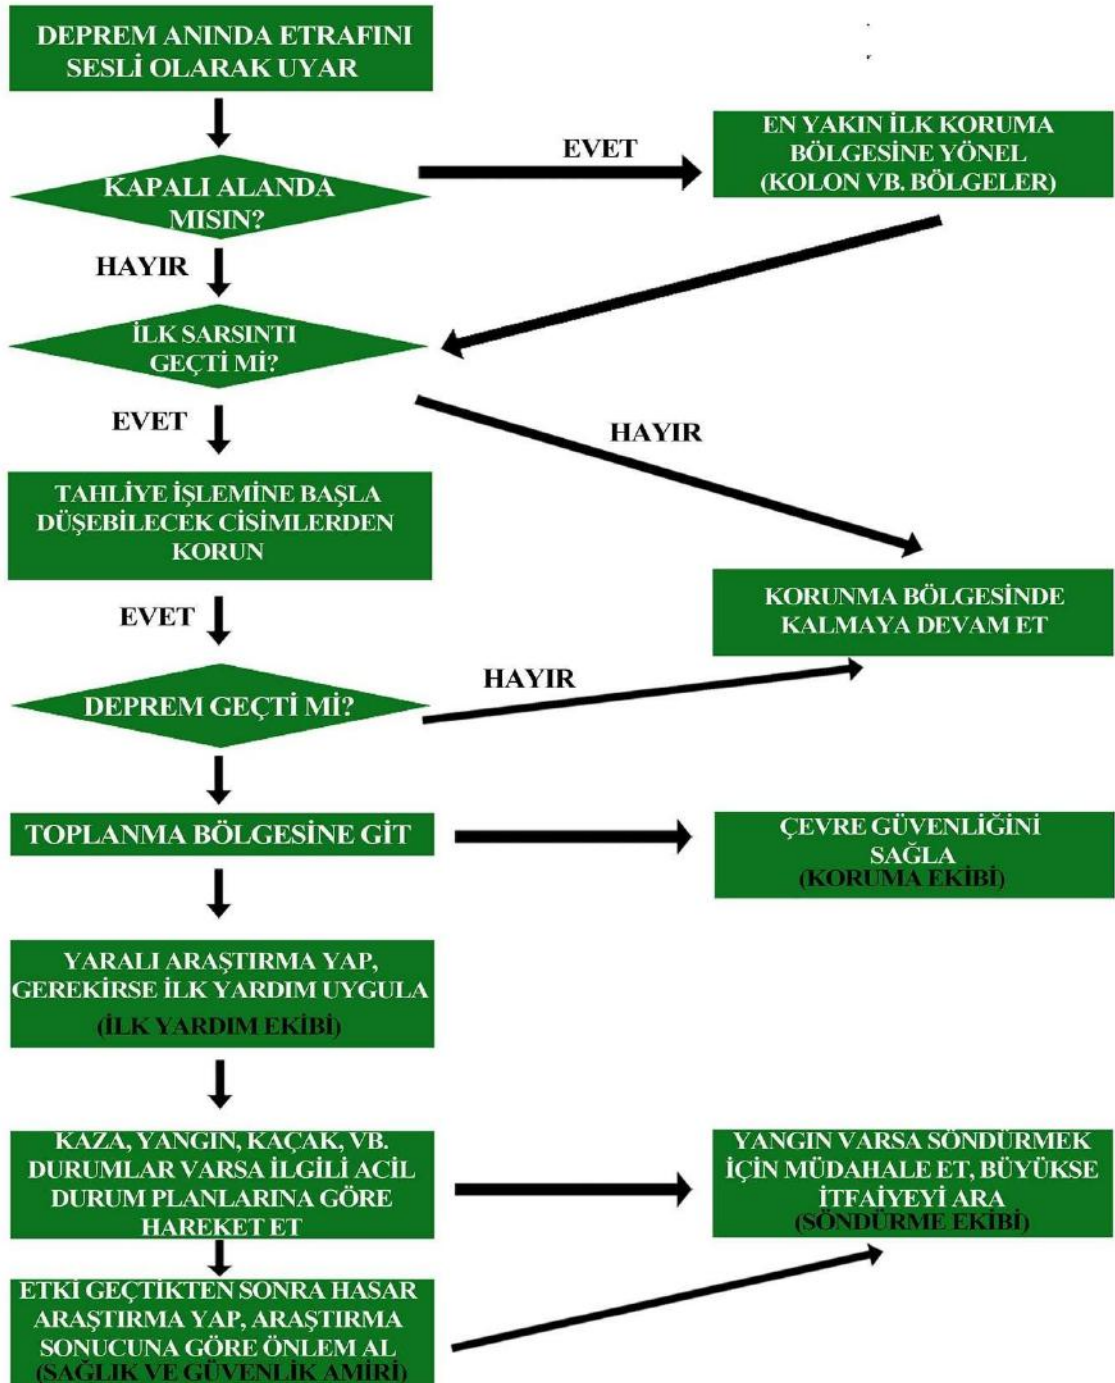 DEPREM ANINDA ETRAFINI
SESLİ OLARAK UYAR
EVET
EN YAKIN İLK KORUMA
BÖLGESİNE YÖNEL
(KOLON VB. BÖLGELER)
KAPALI ALANDA
MISIN?
HAYIR
İLK SARSINTI
GEÇTİ Mİ?
EVET
HAYIR
TAHLİYE İŞLEMİNE BAŞLA
DÜŞEBİLECEK CİSİMLERDEN
KORUN
KORUNMA BÖLGESİNDE
KALMAYA DEVAM ET
EVET
DEPREM GEÇTİ Mİ?
HAYIR
TOPLANMA BÖLGESİNE GİT
ÇEVRE GÜVENLİĞİNİ
SAĞLA
(KORUMA EKİBİ)
YARALI ARAŞTIRMA YAP,
GEREKİRSE İLK YARDIM UYGULA
(İLK YARDIM EKİBİ)
KAZA, YANGIN, KAÇAK, VB.
DURUMLAR VARSA İLGİLİ ACİL
DURUM PLANLARINA GÖRE
HAREKET ET
YANGIN VARSA SÖNDÜRMEK
İÇİN MÜDAHALE ET, BÜYÜKSE
İTFAİYEYİ ARA
(SÖNDÜRME EKİBİ)
ETKİ GEÇTİKTEN SONRA HASAR
ARAŞTIRMA YAP, ARAŞTIRMA
SONUCUNA GÖRE ÖNLEM AL
(SAĞLIK VE GÜVENLİK AMİRİ)